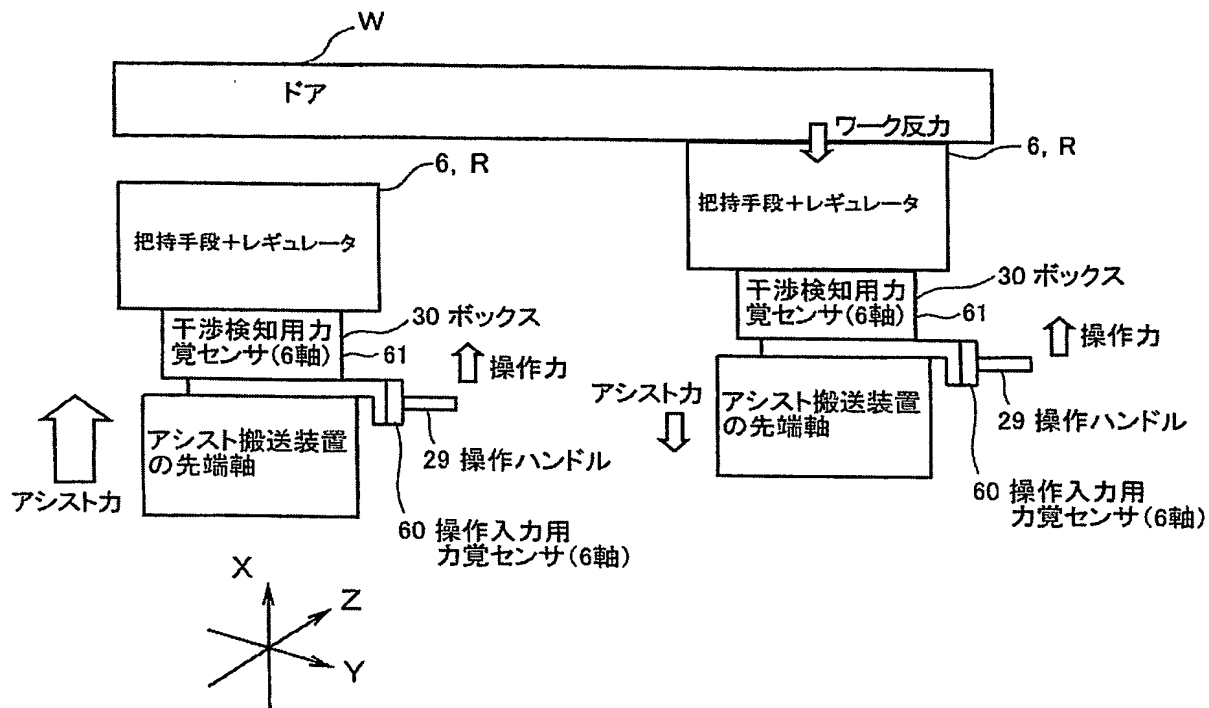 W
ドア
ワーク反力
6, R
把持手段+レギュレータ
干渉検知用力
覚センサ(6軸)
30 ボックス
61
操作力
アシスト搬送装置
の先端軸
アシスト力
29 操作ハンドル
60 操作入力用
力覚センサ(6軸)
6, R
把持手段+レギュレータ
干渉検知用力
覚センサ(6軸)
30 ボックス
61
操作力
アシスト力
アシスト搬送装置
の先端軸
29 操作ハンドル
60 操作入力用
力覚センサ(6軸)
X
Z
Y